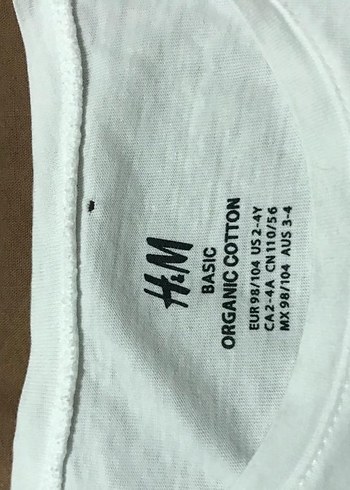 H&M
BASIC
ORGANIC COTTON
EUR 98/104 US 2-4Y
CA 2-4A CN 110/56
MX 98/104 AUS 3-4